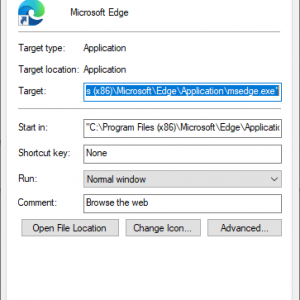 Microsoft Edge
Target type: Application
Target location: Application
Target: s (x86)\Microsoft\Edge\Application\msedge.exe"
Start in: "C:\Program Files (x86)\Microsoft\Edge\Applicatio
Shortcut key: None
Run: Normal window
Comment: Browse the web
Open File Location Change Icon... Advanced...